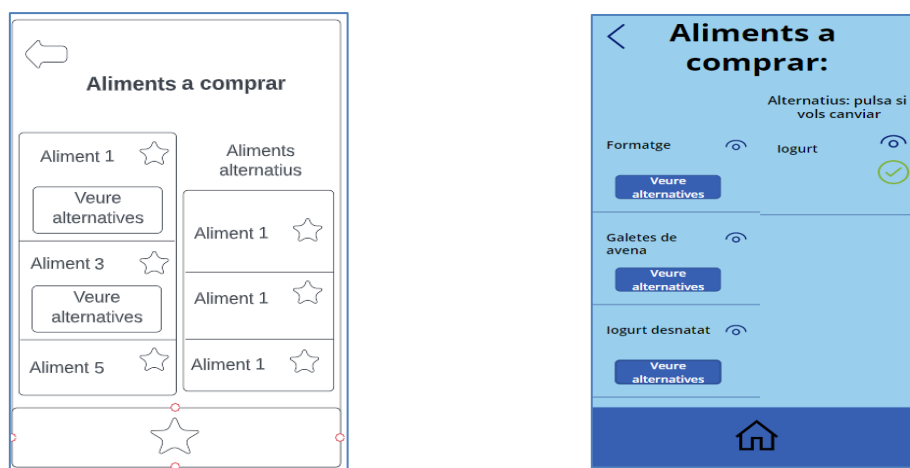 Aliments a comprar
Aliment 1
Veure
alternatives
Aliment 3
Veure
alternatives
Aliment 5
Aliments
alternatius
Aliment 1
Aliment 1
Aliment 1
Aliments a
comprar:
Alternatius: pulsa si
vols canviar
Formatge
Veure
alternatives
Galetes de
avena
Veure
alternatives
Iogurt desnatat
Veure
alternatives
Iogurt